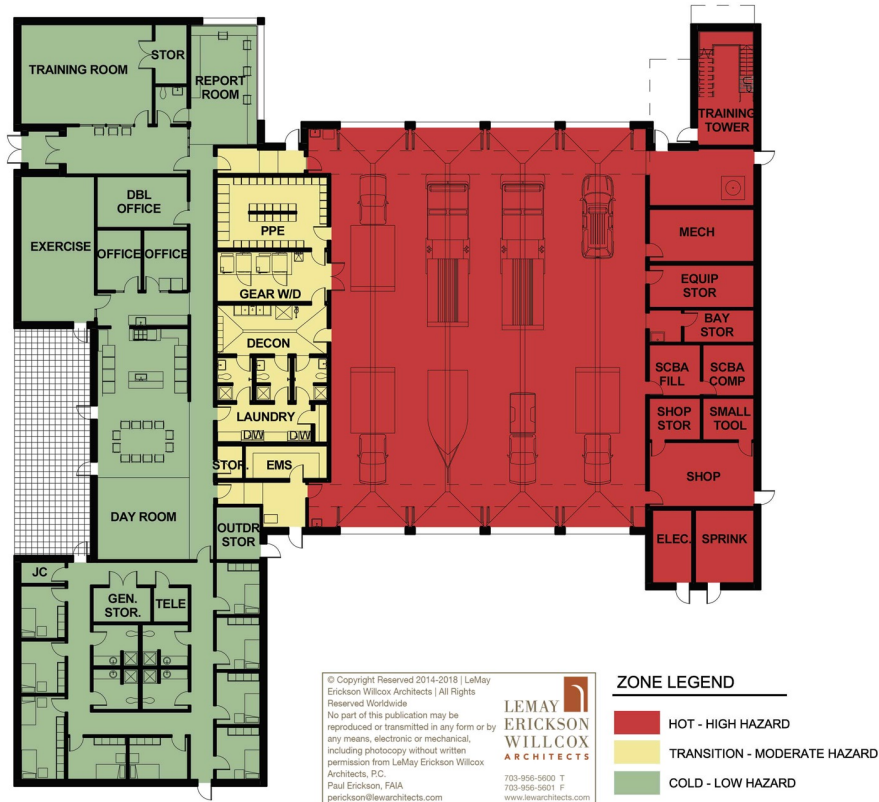 TRAINING ROOM
STOR
REPORT
ROOM
TRAINING
TOWER
UP
DBL
OFFICE
EXERCISE
OFFICE
OFFICE
PPE
GEAR W/D
DECON
LAUNDRY
D/W
D/W
STOR.
EMS
MECH
EQUIP
STOR
BAY
STOR
SCBA
FILL
SCBA
COMP
SHOP
STOR
SMALL
TOOL
SHOP
ELEC.
SPRINK
DAY ROOM
OUTDR
STOR
JC
GEN.
STOR.
TELE
© Copyright Reserved 2014-2018 | LeMay
Erickson Willcox Architects | All Rights
Reserved Worldwide
No part of this publication may be
reproduced or transmitted in any form or by
any means, electronic or mechanical,
including photocopy without written
permission from LeMay Erickson Willcox
Architects, P.C.
Paul Erickson, FAIA
perickson@lewarchitects.com
LEMAY
ERICKSON
WILLCOX
ARCHITECTS
703-956-5600 T
703-956-5601 F
www.lewarchitects.com
ZONE LEGEND
HOT - HIGH HAZARD
TRANSITION - MODERATE HAZARD
COLD - LOW HAZARD